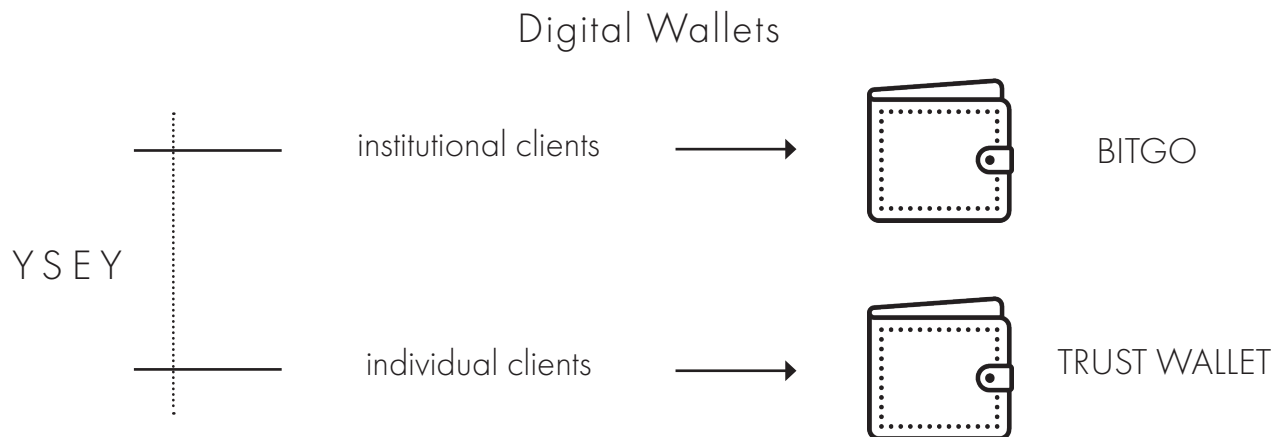 Digital Wallets
institutional clients
BITGO
YSEY
individual clients
TRUST WALLET